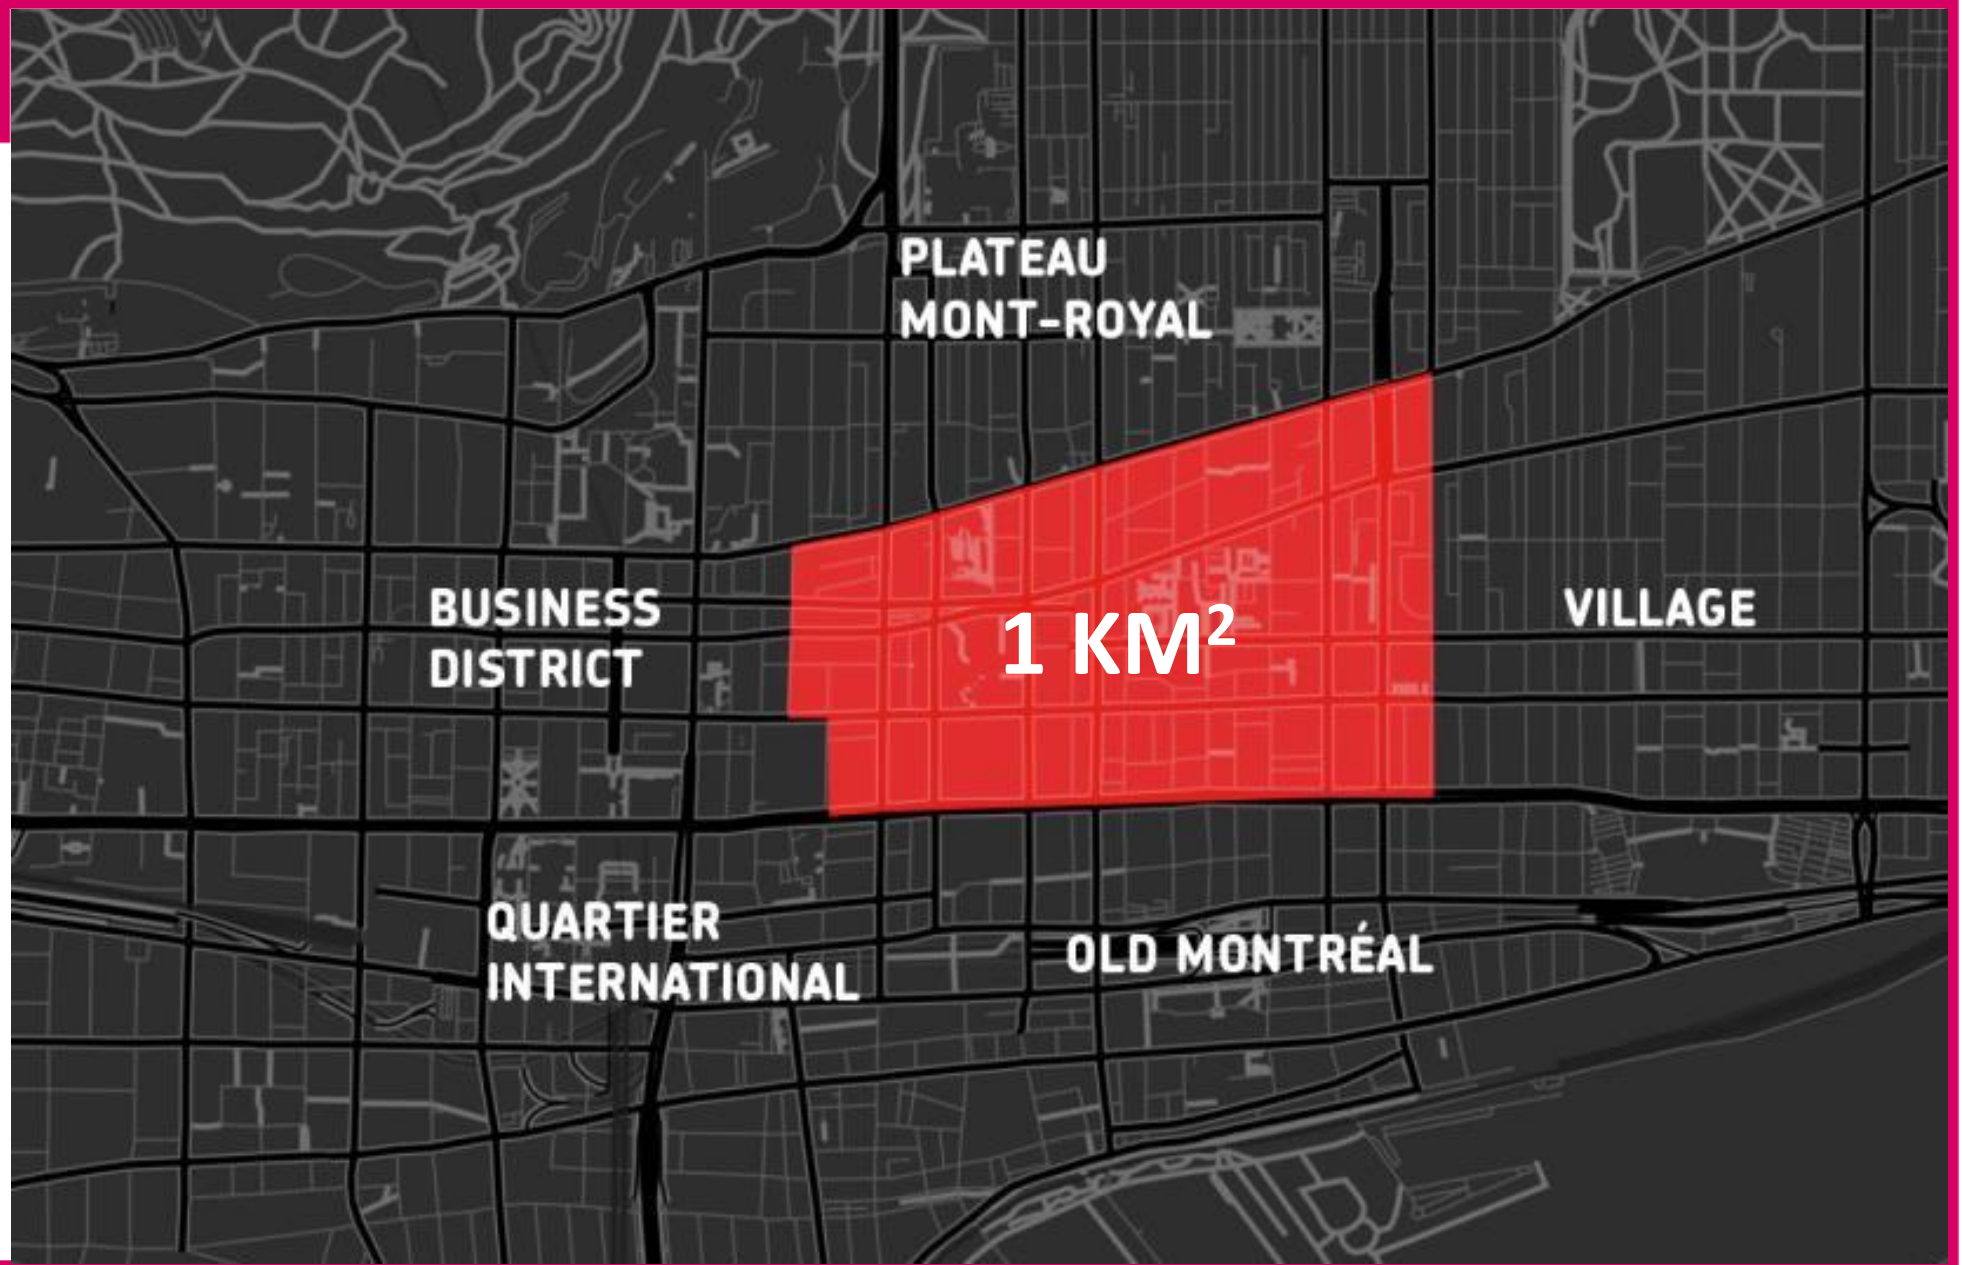 PLATEAU
MONT-ROYAL
BUSINESS
DISTRICT
1 KM²
VILLAGE
QUARTIER
INTERNATIONAL
OLD MONTRÉAL